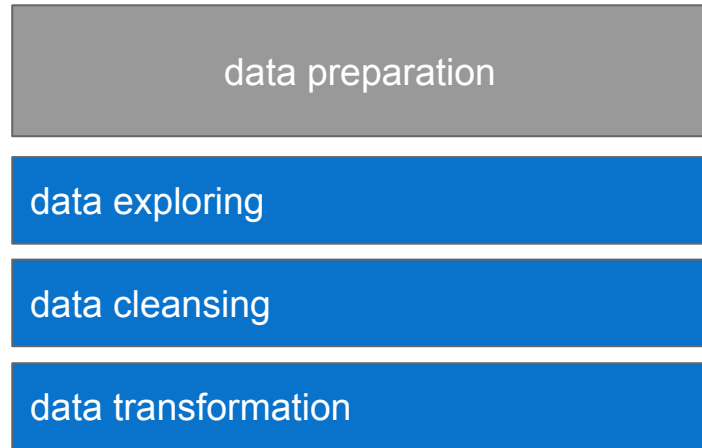 data preparation
data exploring
data cleansing
data transformation